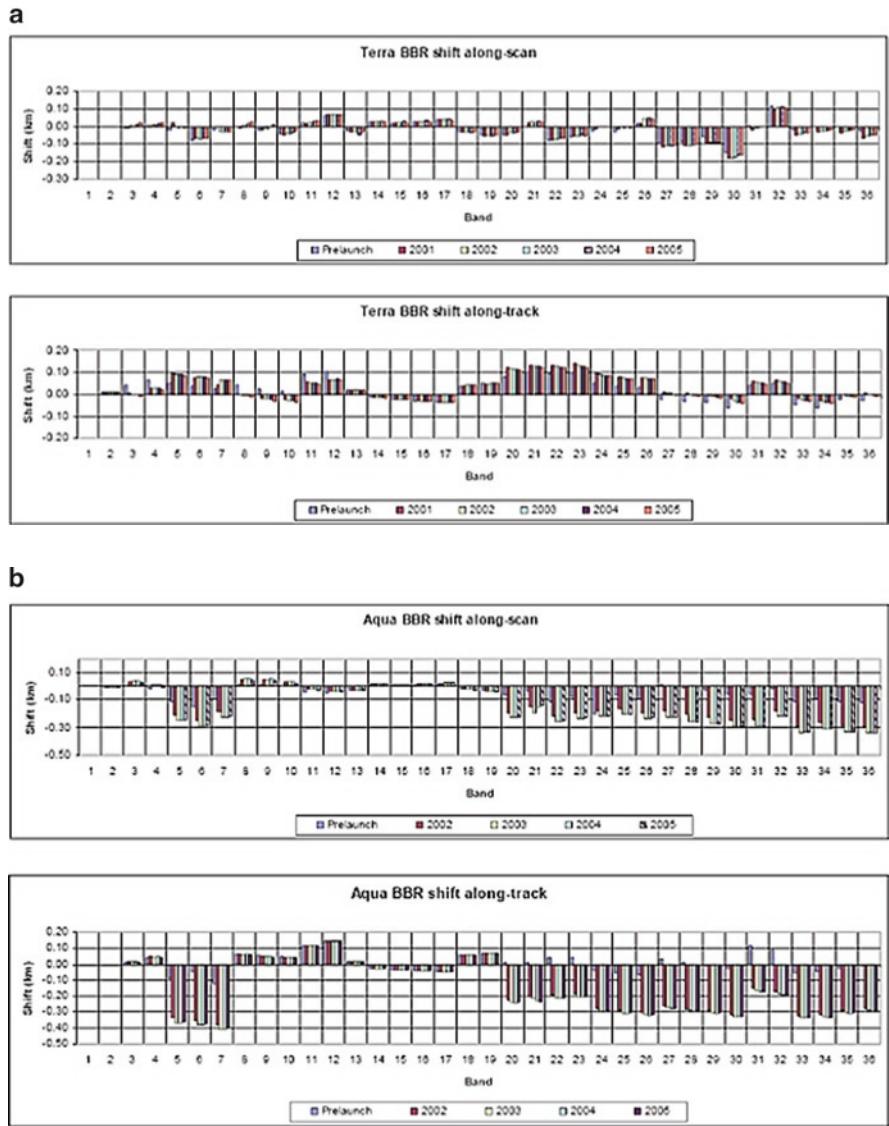 a
Terra BBR shift along-scan
0.20
0.10
0.00
-0.10
-0.20
-0.30
Shift (km)
1 2 3 4 5 6 7 8 9 10 11 12 13 14 15 16 17 18 19 20 21 22 23 24 25 26 27 28 29 30 31 32 33 34 35 36
Band
Prelaunch 2001 2002 2003 2004 2005
Terra BBR shift along-track
0.20
0.10
0.00
-0.10
-0.20
Shift (km)
1 2 3 4 5 6 7 8 9 10 11 12 13 14 15 16 17 18 19 20 21 22 23 24 25 26 27 28 29 30 31 32 33 34 35 36
Band
Prelaunch 2001 2002 2003 2004 2005
b
Aqua BBR shift along-scan
0.10
-0.10
-0.30
-0.50
Shift (km)
1 2 3 4 5 6 7 8 9 10 11 12 13 14 15 16 17 18 19 20 21 22 23 24 25 26 27 28 29 30 31 32 33 34 35 36
Band
Prelaunch 2002 2003 2004 2005
Aqua BBR shift along-track
0.20
0.10
0.00
-0.10
-0.20
-0.30
-0.40
-0.50
Shift (km)
1 2 3 4 5 6 7 8 9 10 11 12 13 14 15 16 17 18 19 20 21 22 23 24 25 26 27 28 29 30 31 32 33 34 35 36
Band
Prelaunch 2002 2003 2004 2005